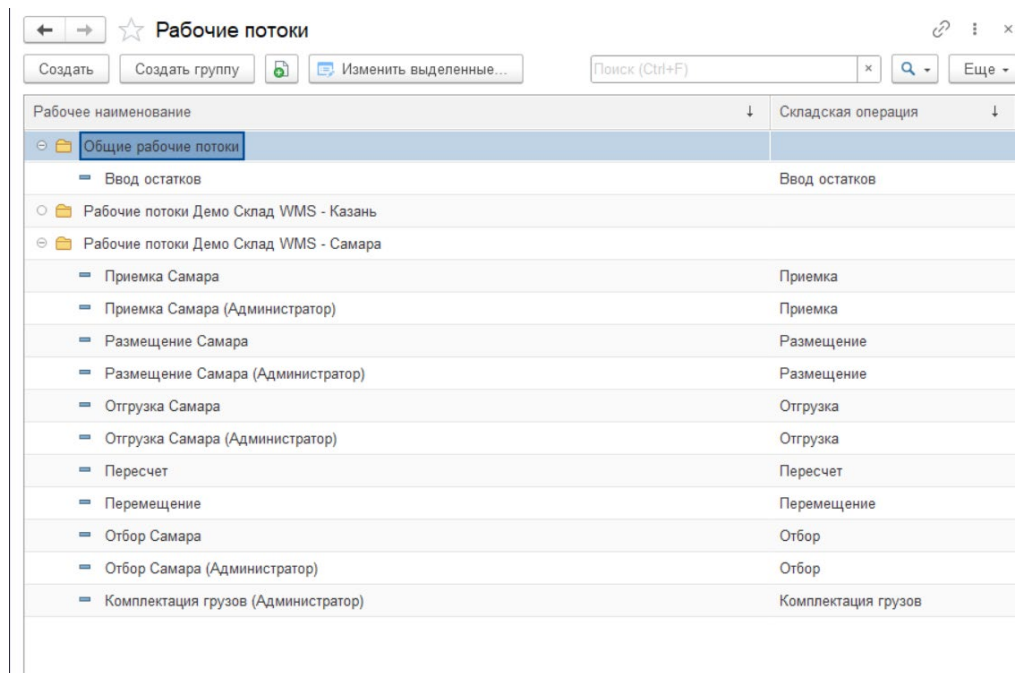 Рабочие потоки
Создать Создать группу Изменить выделенные... Поиск (Ctrl+F) × Еще
Рабочее наименование ↓ Складская операция ↓
Общие рабочие потоки
Ввод остатков Ввод остатков
Рабочие потоки Демо Склад WMS - Казань
Рабочие потоки Демо Склад WMS - Самара
Приемка Самара Приемка
Приемка Самара (Администратор) Приемка
Размещение Самара Размещение
Размещение Самара (Администратор) Размещение
Отгрузка Самара Отгрузка
Отгрузка Самара (Администратор) Отгрузка
Пересчет Пересчет
Перемещение Перемещение
Отбор Самара Отбор
Отбор Самара (Администратор) Отбор
Комплектация грузов (Администратор) Комплектация грузов